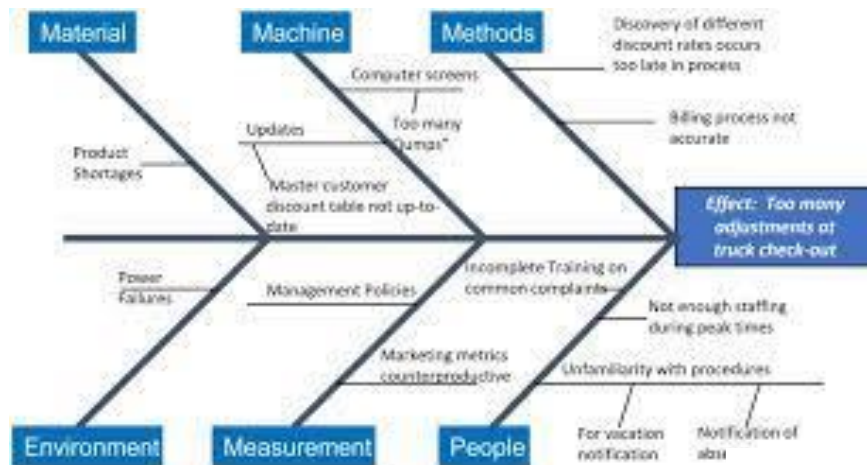 Material
Machine
Methods
Discovery of different
discount rates occurs
too late in process
Computer screens
Too many
"Jumps"
Updates
Billing process not
accurate
Product
Shortages
Master customer
discount table not up-to-
date
Effect: Too many
adjustments at
truck check-out
Power
Failures
Management Policies
Incomplete Training on
common complaints
Not enough staffing
during peak times
Marketing metrics
counterproductive
Unfamiliarity with procedures
For vacation
notification
Notification of
Environment
Measurement
People